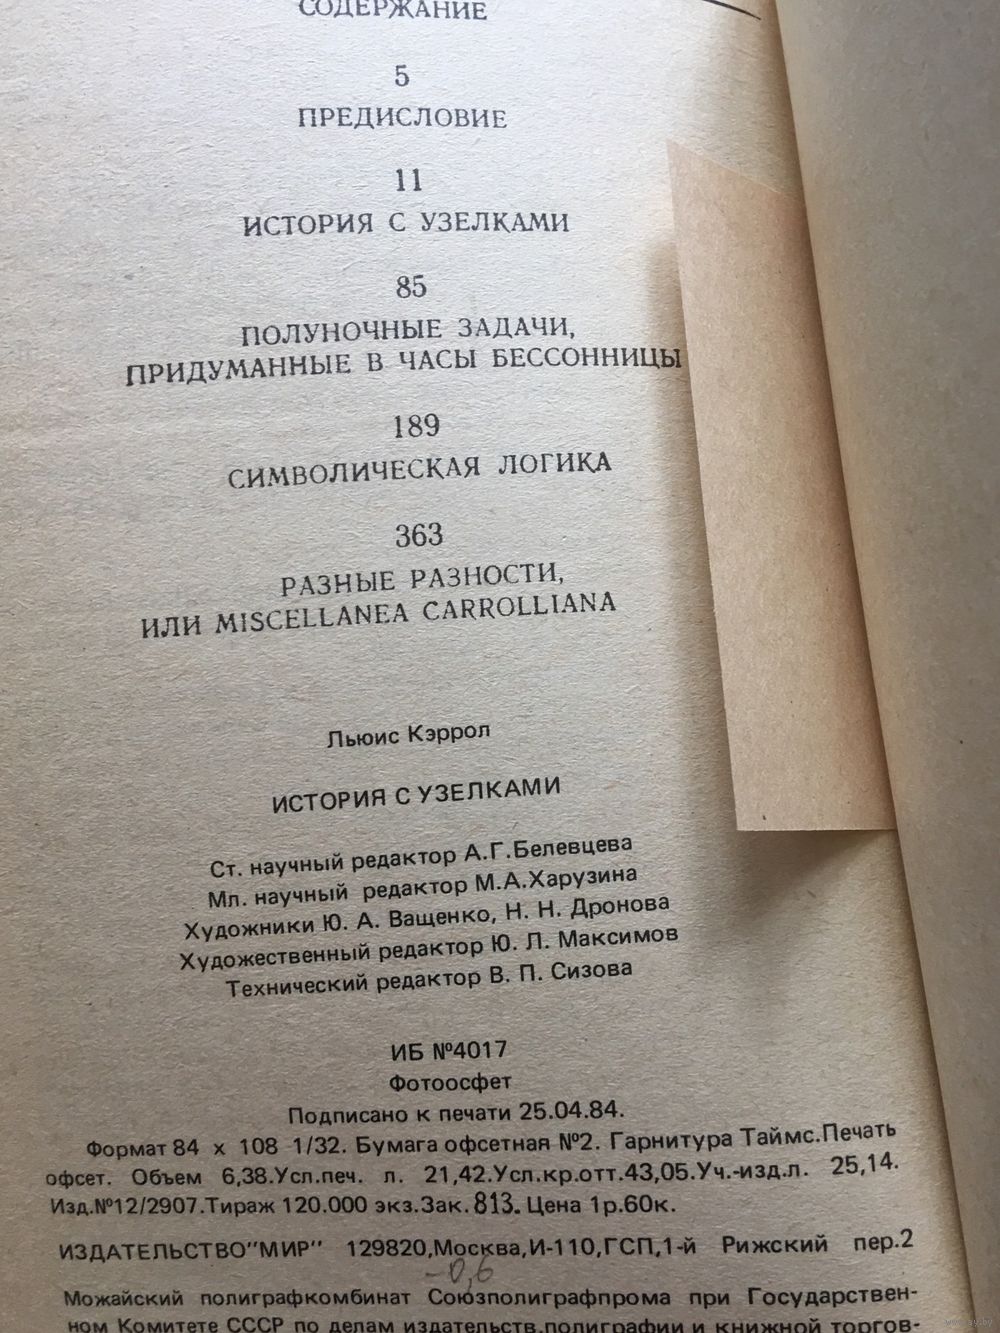 СОДЕРЖАНИЕ
5
ПРЕДИСЛОВИЕ
11
ИСТОРИЯ С УЗЕЛКАМИ
85
ПОЛУНОЧНЫЕ ЗАДАЧИ,
ПРИДУМАННЫЕ В ЧАСЫ БЕССОННИЦЫ
189
СИМВОЛИЧЕСКАЯ ЛОГИКА
363
РАЗНЫЕ РАЗНОСТИ,
ИЛИ MISCELLANEA CARROLLIANA
Льюис Кэррол
ИСТОРИЯ С УЗЕЛКАМИ
Ст. научный редактор А.Г.Белевцева
Мл. научный редактор М.А.Харузина
Художники Ю. А. Ващенко, Н. Н. Дронова
Художественный редактор Ю. Л. Максимов
Технический редактор В. П. Сизова
ИБ №4017
Фотоосфет
Подписано к печати 25.04.84.
Формат 84 х 108 1/32. Бумага офсетная №2. Гарнитура Таймс.Печать
офсет. Объем 6,38.Усл.печ. л. 21,42.Усл.кр.отт.43,05.Уч.-изд.л. 25,14.
Изд.№12/2907.Тираж 120.000 экз.Зак. 813. Цена 1р.60к.
ИЗДАТЕЛЬСТВО"МИР" 129820,Москва,И-110,ГСП,1-й Рижский пер.2
-0,6
Можайский полиграфкомбинат Союзполиграфпрома при Государствен-
ном Комитете СССР по делам издательств,полиграфии и книжной торгов-